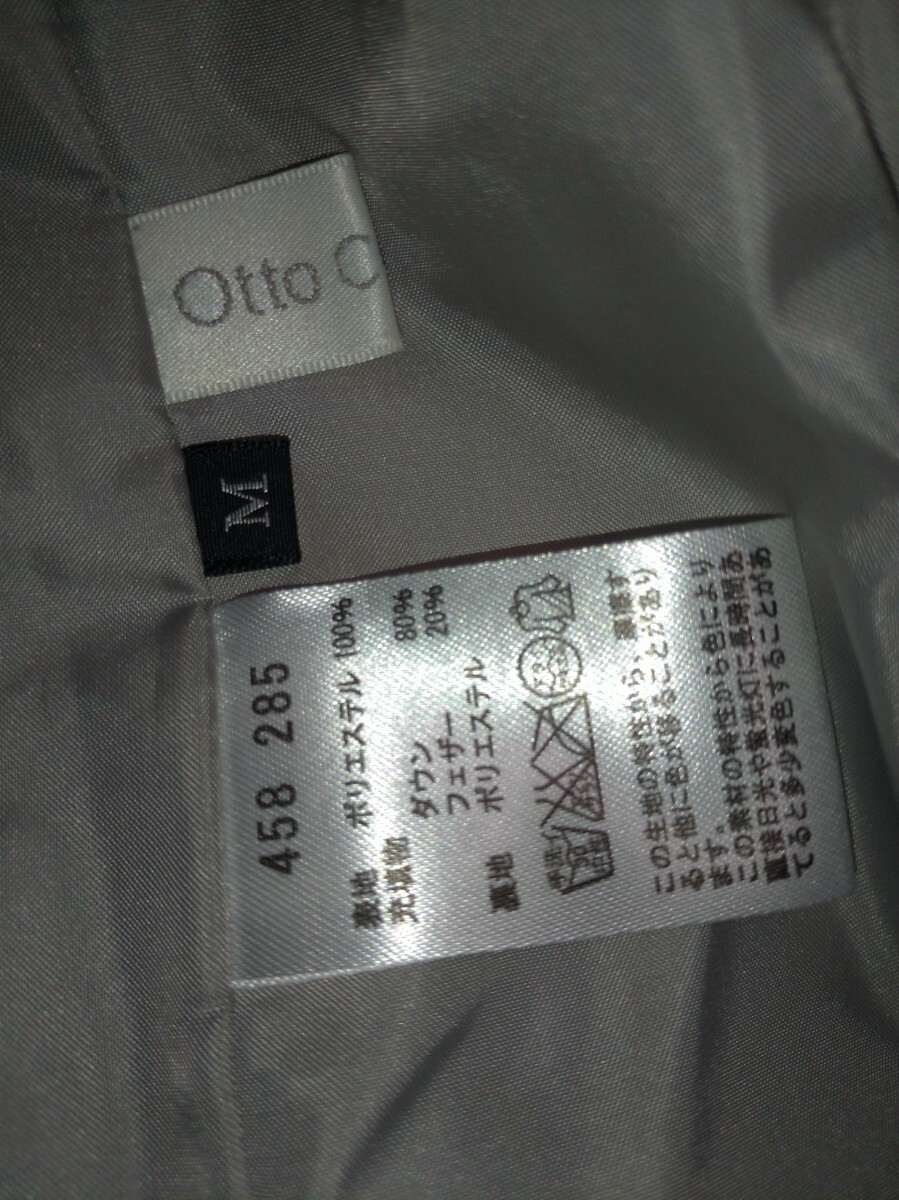 Otto C
M
458 285
表地 ポリエステル 100%
充填物 ダウン 80%
フェザー 20%
裏地 ポリエステル
この生地の特性から、摩擦す
ると他に色が移ることがあり
ます。
この素材の特性から色により
直接日光や蛍光灯に長時間あ
てると多少変色することがあ